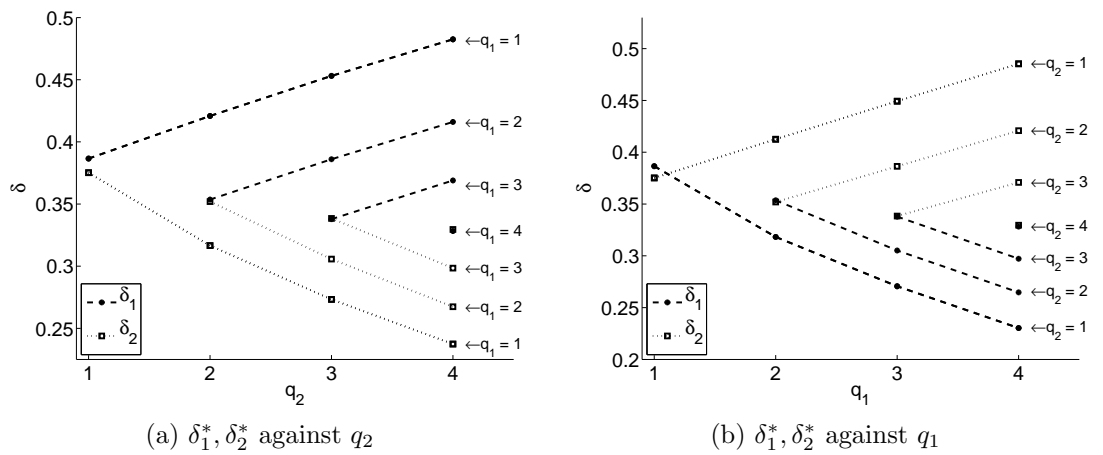 0.5
0.45
0.4
0.35
0.3
0.25
δ
1
2
3
4
q₂
←q₁ = 1
←q₁ = 2
←q₁ = 3
←q₁ = 4
←q₁ = 3
←q₁ = 2
←q₁ = 1
δ₁
δ₂
(a) δ₁*, δ₂* against q₂
0.5
0.45
0.4
0.35
0.3
0.25
0.2
δ
1
2
3
4
q₁
←q₂ = 1
←q₂ = 2
←q₂ = 3
←q₂ = 4
←q₂ = 3
←q₂ = 2
←q₂ = 1
δ₁
δ₂
(b) δ₁*, δ₂* against q₁